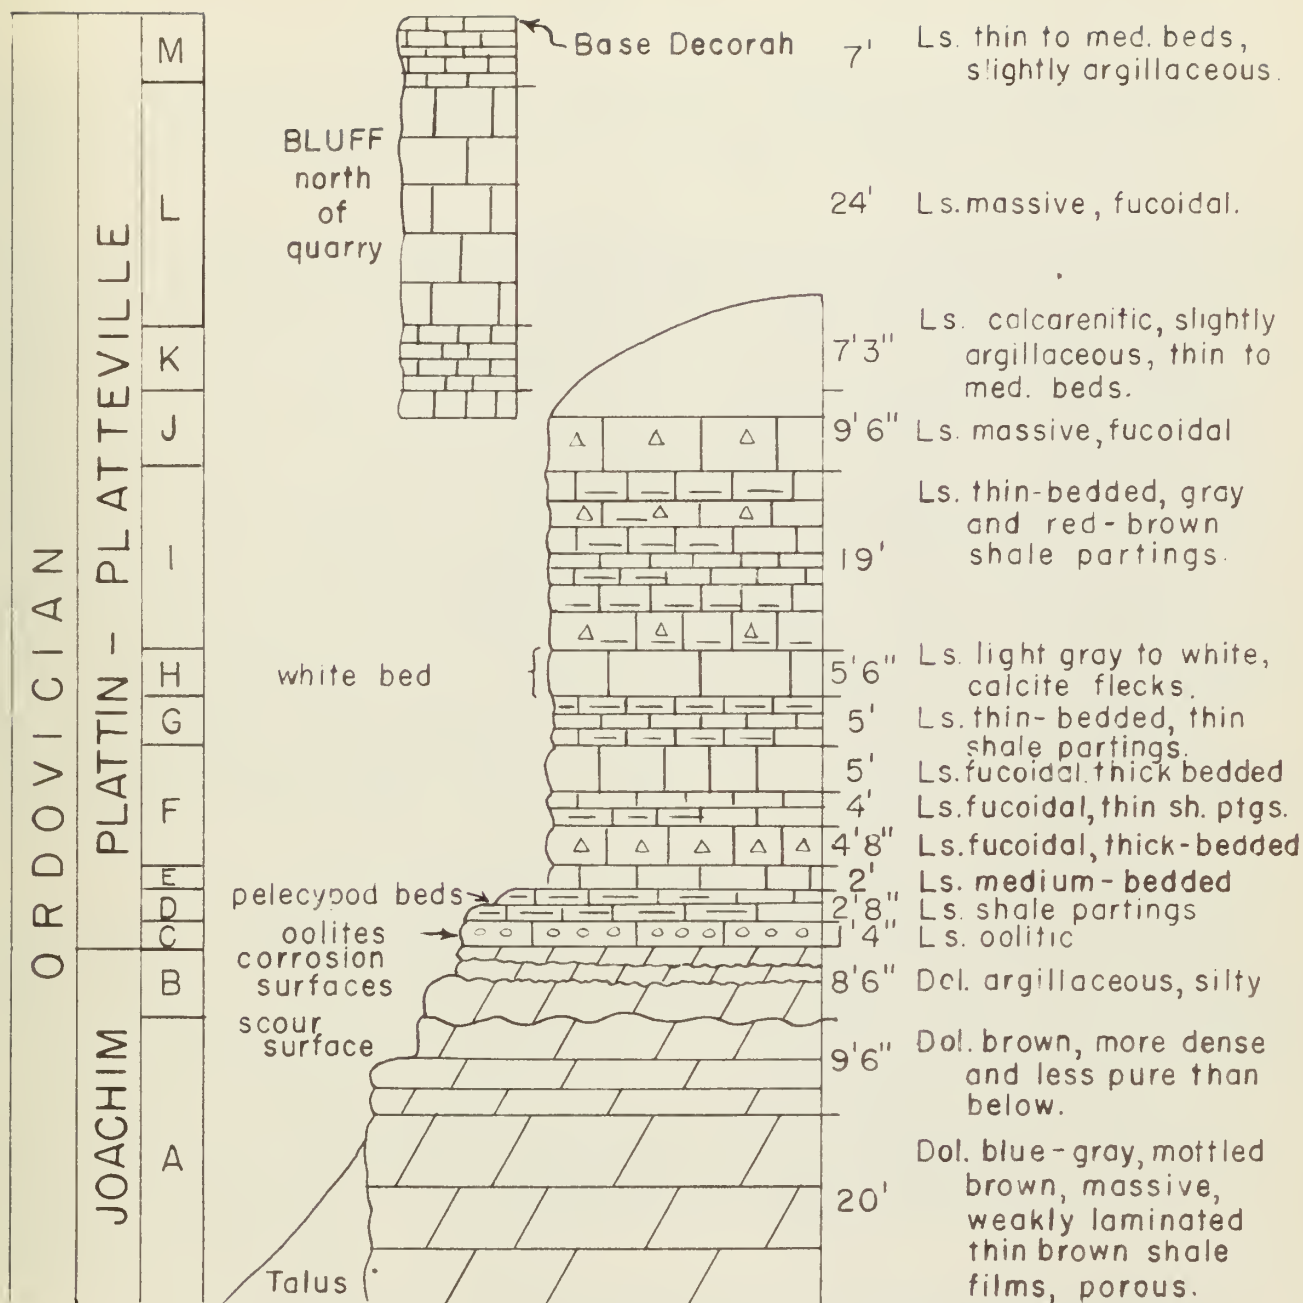 ORDOVICIAN
PLATTIN - PLATTEVILLE
JOACHIM
M
L
K
J
I
H
G
F
E
D
C
B
A
Base Decorah
BLUFF
north
of
quarry
white bed
pelecypod beds
oolites
corrosion
surfaces
scour
surface
Talus
7' Ls. thin to med. beds,
slightly argillaceous.
24' Ls. massive, fucoidal.
7'3" Ls. calcarenitic, slightly
argillaceous, thin to
med. beds.
9'6" Ls. massive, fucoidal
19' Ls. thin-bedded, gray
and red-brown
shale partings.
5'6" Ls. light gray to white,
calcite flecks.
5' Ls. thin-bedded, thin
shale partings.
5' Ls. fucoidal. thick bedded
4' Ls. fucoidal, thin sh. ptgs.
4'8" Ls. fucoidal, thick-bedded
2' Ls. medium-bedded
2'8" Ls. shale partings
1'4" Ls. oolitic
8'6" Dol. argillaceous, silty
9'6" Dol. brown, more dense
and less pure than
below.
20' Dol. blue-gray, mottled
brown, massive,
weakly laminated
thin brown shale
films, porous.